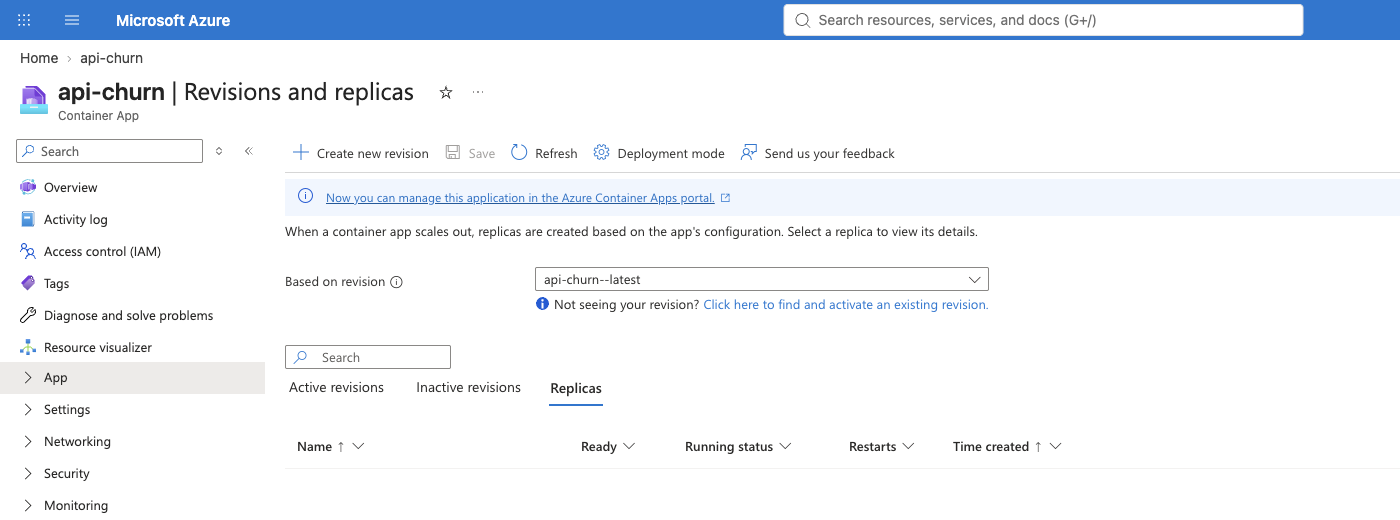 Microsoft Azure
Search resources, services, and docs (G+/)
Home › api-churn
api-churn | Revisions and replicas
Container App
Search
Overview
Activity log
Access control (IAM)
Tags
Diagnose and solve problems
Resource visualizer
App
Settings
Networking
Security
Monitoring
Create new revision Save Refresh Deployment mode Send us your feedback
Now you can manage this application in the Azure Container Apps portal.
When a container app scales out, replicas are created based on the app's configuration. Select a replica to view its details.
Based on revision api-churn--latest
Not seeing your revision? Click here to find and activate an existing revision.
Search
Active revisions Inactive revisions Replicas
Name ↑ Ready Running status Restarts Time created ↑